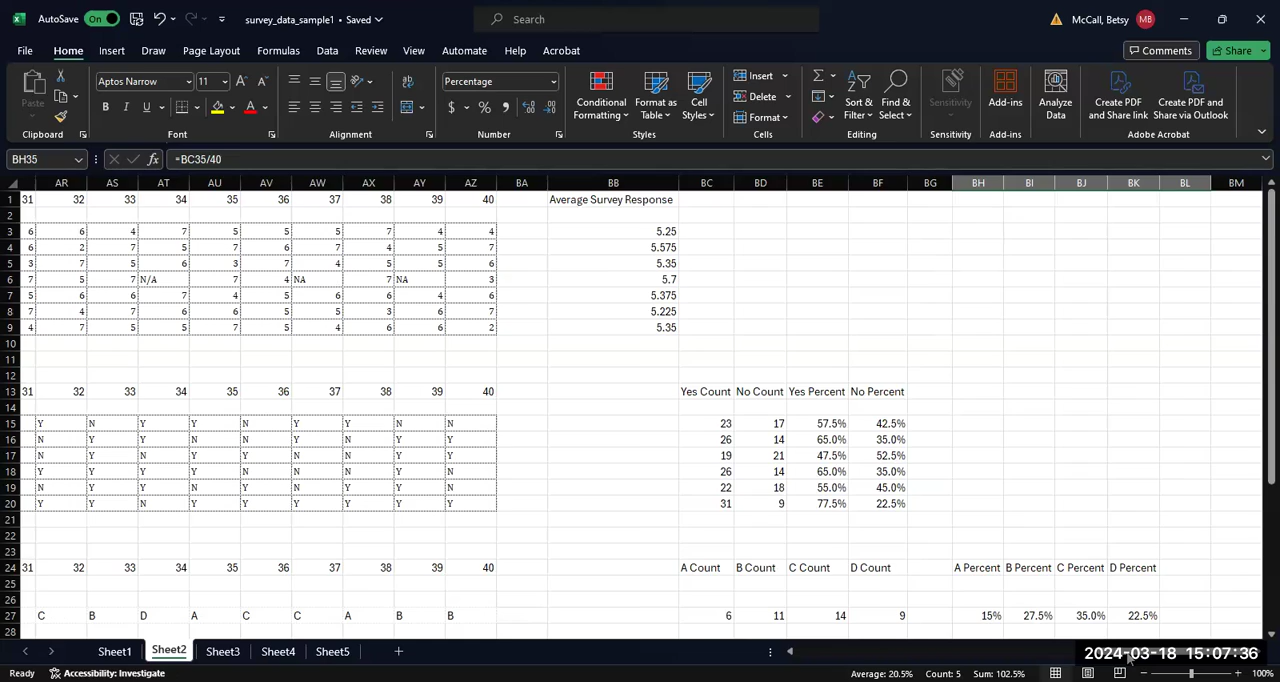 AutoSave On survey_data_sample1 • Saved Search McCall, Betsy MB
File Home Insert Draw Page Layout Formulas Data Review View Automate Help Acrobat Comments Share
Paste Aptos Narrow 11 A A Percentage Conditional Formatting Format as Table Cell Styles Insert Delete Format Sort & Filter Find & Select Sensitivity Add-ins Analyze Data Create PDF and Share link Create PDF and Share via Outlook
B I U A $ % 9
Clipboard Font Alignment Number Styles Cells Editing Sensitivity Add-ins Adobe Acrobat
BH35 fx =BC35/40
AR AS AT AU AV AW AX AY AZ BA BB BC BD BE BF BG BH BI BJ BK BL BM
1 31 32 33 34 35 36 37 38 39 40 Average Survey Response
2
3 6 6 4 7 5 5 5 7 4 4 5.25
4 6 2 7 5 7 6 7 4 5 7 5.575
5 3 7 5 6 3 7 4 5 5 6 5.35
6 7 5 7 N/A 7 4 NA 7 NA 3 5.7
7 5 6 6 7 4 5 6 6 4 6 5.375
8 7 4 7 6 6 5 5 3 6 7 5.225
9 4 7 5 5 7 5 4 6 6 2 5.35
10
11
12
13 31 32 33 34 35 36 37 38 39 40 Yes Count No Count Yes Percent No Percent
14
15 Y N Y Y N Y Y N N 23 17 57.5% 42.5%
16 N Y Y N N Y Y N Y 26 14 65.0% 35.0%
17 N Y Y N Y N N Y N 19 21 47.5% 52.5%
18 Y Y N Y Y N N Y N 26 14 65.0% 35.0%
19 N Y Y N N Y N N Y 22 18 55.0% 45.0%
20 Y Y N Y Y Y Y Y Y 31 9 77.5% 22.5%
21
22
23
24 31 32 33 34 35 36 37 38 39 40 A Count B Count C Count D Count A Percent B Percent C Percent D Percent
25
26
27 C B D A C C A B B 6 11 14 9 15% 27.5% 35.0% 22.5%
28
Sheet1 Sheet2 Sheet3 Sheet4 Sheet5 + 2024-03-18 15:07:36
Ready Accessibility: Investigate Average: 20.5% Count: 5 Sum: 102.5% 100%